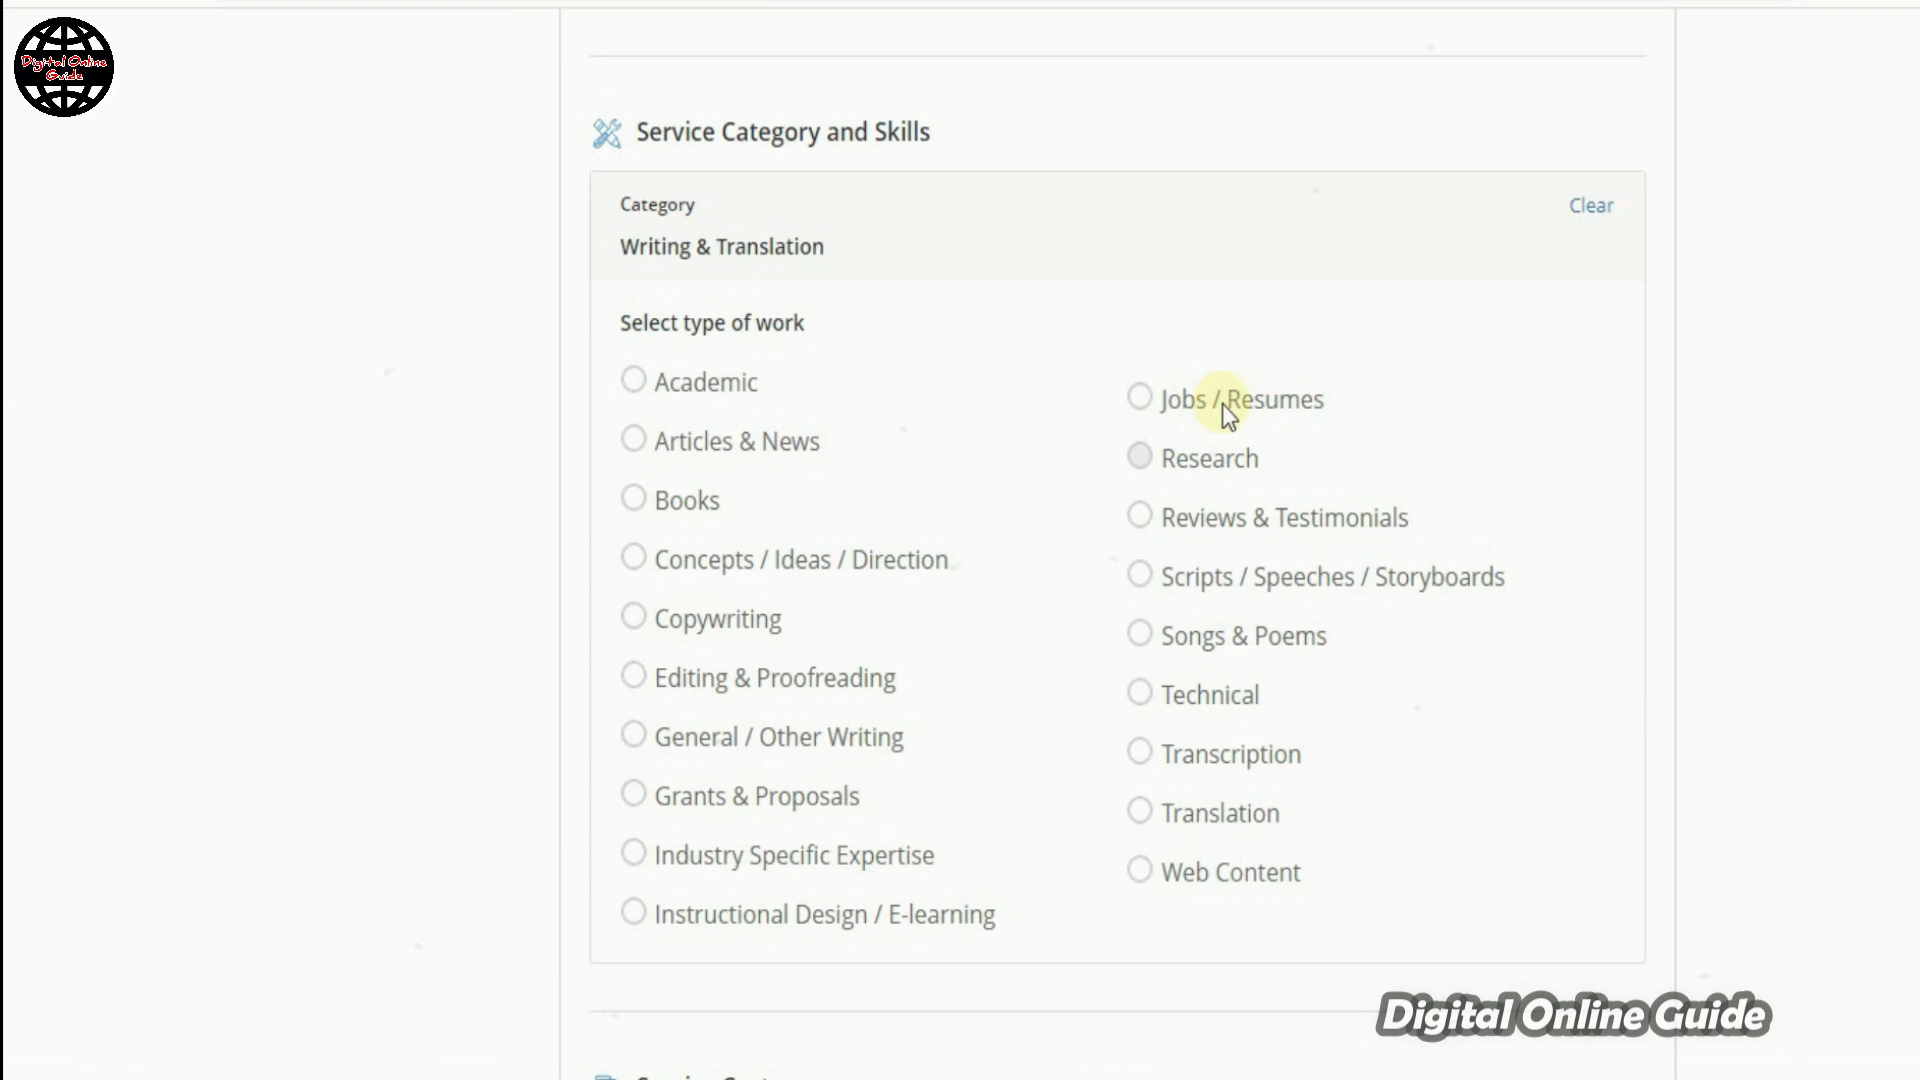 Digital Online
Guide
Service Category and Skills
Category
Clear
Writing & Translation
Select type of work
Academic
Articles & News
Books
Concepts / Ideas / Direction
Copywriting
Editing & Proofreading
General / Other Writing
Grants & Proposals
Industry Specific Expertise
Instructional Design / E-learning
Jobs / Resumes
Research
Reviews & Testimonials
Scripts / Speeches / Storyboards
Songs & Poems
Technical
Transcription
Translation
Web Content
Digital Online Guide